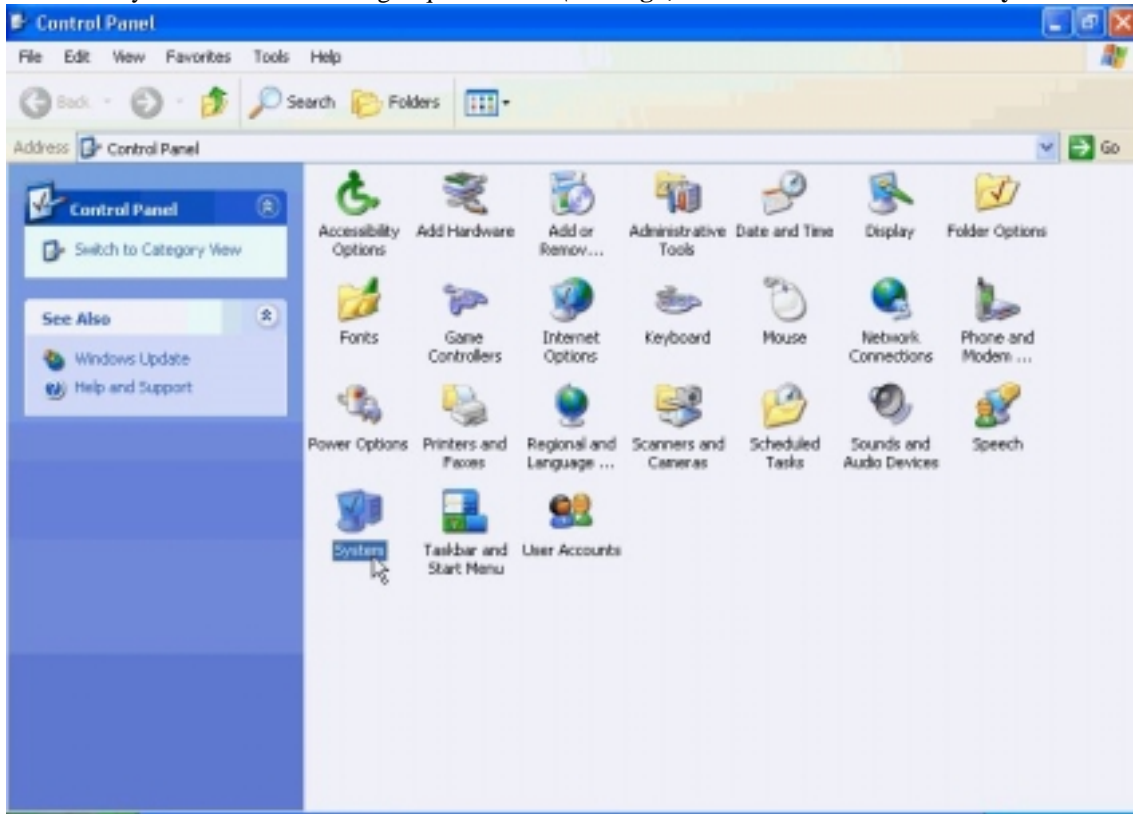 Control Panel
File Edit View Favorites Tools Help
Back Search Folders
Address Control Panel Go
Control Panel
Switch to Category View
See Also
Windows Update
Help and Support
Accessibility Options Add Hardware Add or Remov... Administrative Tools Date and Time Display Folder Options
Fonts Game Controllers Internet Options Keyboard Mouse Network Connections Phone and Modem ...
Power Options Printers and Faxes Regional and Language ... Scanners and Cameras Scheduled Tasks Sounds and Audio Devices Speech
System Taskbar and Start Menu User Accounts